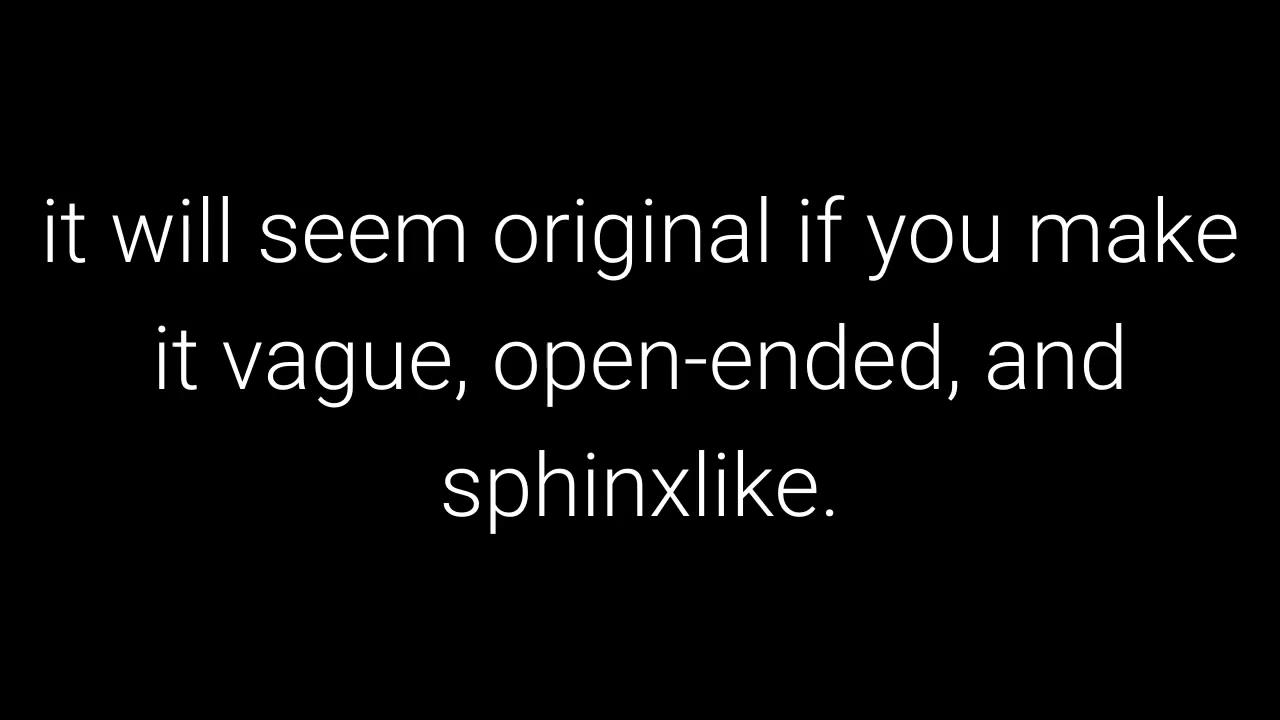 it will seem original if you make
it vague, open-ended, and
sphinxlike.